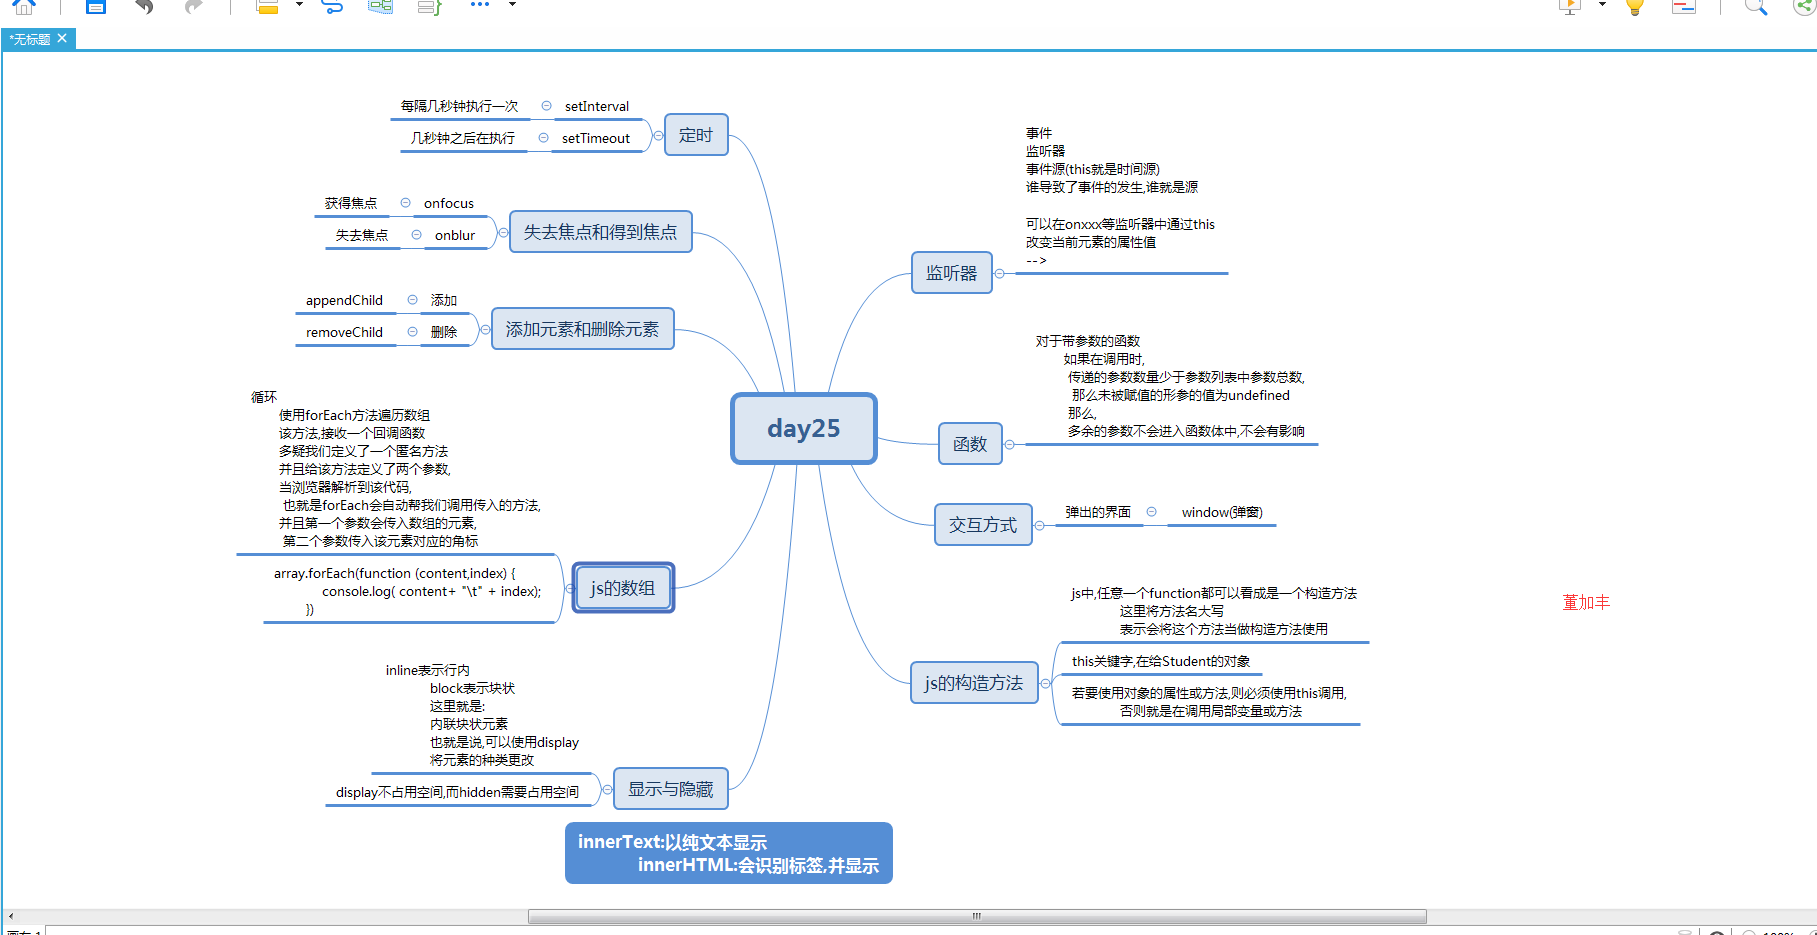 *无标题
每隔几秒钟执行一次
setInterval
几秒钟之后在执行
setTimeout
定时
获得焦点
onfocus
失去焦点
onblur
失去焦点和得到焦点
appendChild
添加
removeChild
删除
添加元素和删除元素
循环
使用forEach方法遍历数组
该方法,接收一个回调函数
多疑我们定义了一个匿名方法
并且给该方法定义了两个参数,
当浏览器解析到该代码,
也就是forEach会自动帮我们调用传入的方法,
并且第一个参数会传入数组的元素,
第二个参数传入该元素对应的角标
array.forEach(function (content,index) {
console.log( content+ "\t" + index);
})
js的数组
inline表示行内
block表示块状
这里就是:
内联块状元素
也就是说,可以使用display
将元素的种类更改
display不占用空间,而hidden需要占用空间
显示与隐藏
innerText:以纯文本显示
innerHTML:会识别标签,并显示
day25
事件
监听器
事件源(this就是时间源)
谁导致了事件的发生,谁就是源
可以在onxxx等监听器中通过this
改变当前元素的属性值
-->
监听器
对于带参数的函数
如果在调用时,
传递的参数数量少于参数列表中参数总数,
那么未被赋值的形参的值为undefined
那么,
多余的参数不会进入函数体中,不会有影响
函数
交互方式
弹出的界面
window(弹窗)
js中,任意一个function都可以看成是一个构造方法
这里将方法名大写
表示会将这个方法当做构造方法使用
this关键字,在给Student的对象
若要使用对象的属性或方法,则必须使用this调用,
否则就是在调用局部变量或方法
js的构造方法
董加丰